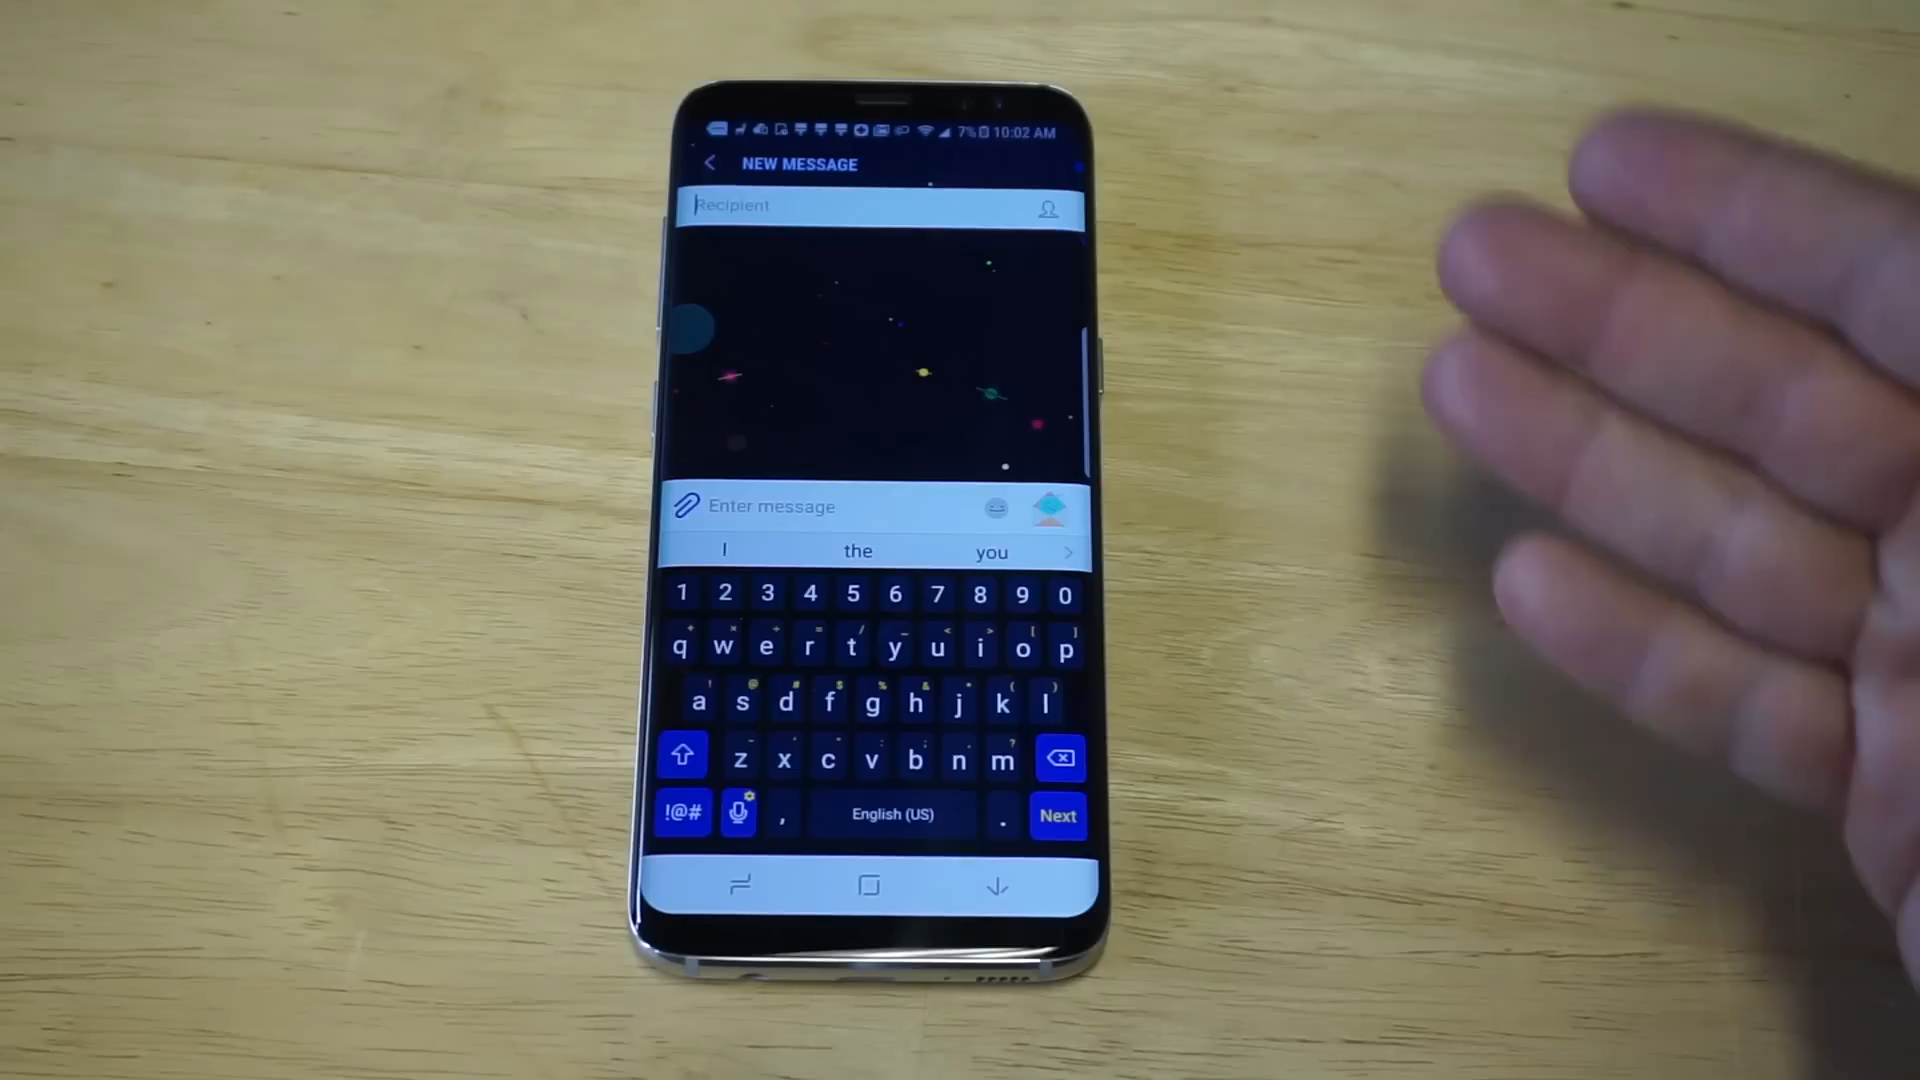 7% 10:02 AM
NEW MESSAGE
Recipient
Enter message
I the you
1 2 3 4 5 6 7 8 9 0
+ × ÷ = / _ < > [ ]
q w e r t y u i o p
! @ # $ % & * ( )
a s d f g h j k l
- ' " : ; , ?
z x c v b n m
!@# , English (US) . Next